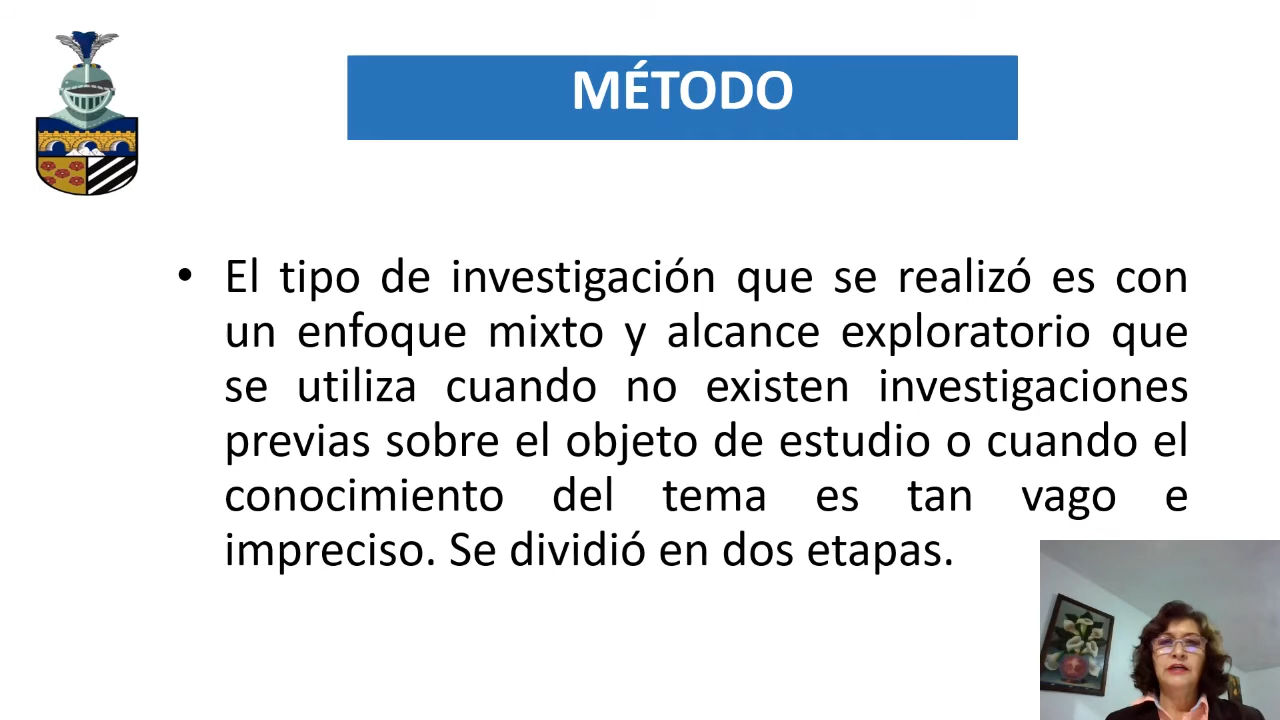 MÉTODO
• El tipo de investigación que se realizó es con
un enfoque mixto y alcance exploratorio que
se utiliza cuando no existen investigaciones
previas sobre el objeto de estudio o cuando el
conocimiento del tema es tan vago e
impreciso. Se dividió en dos etapas.